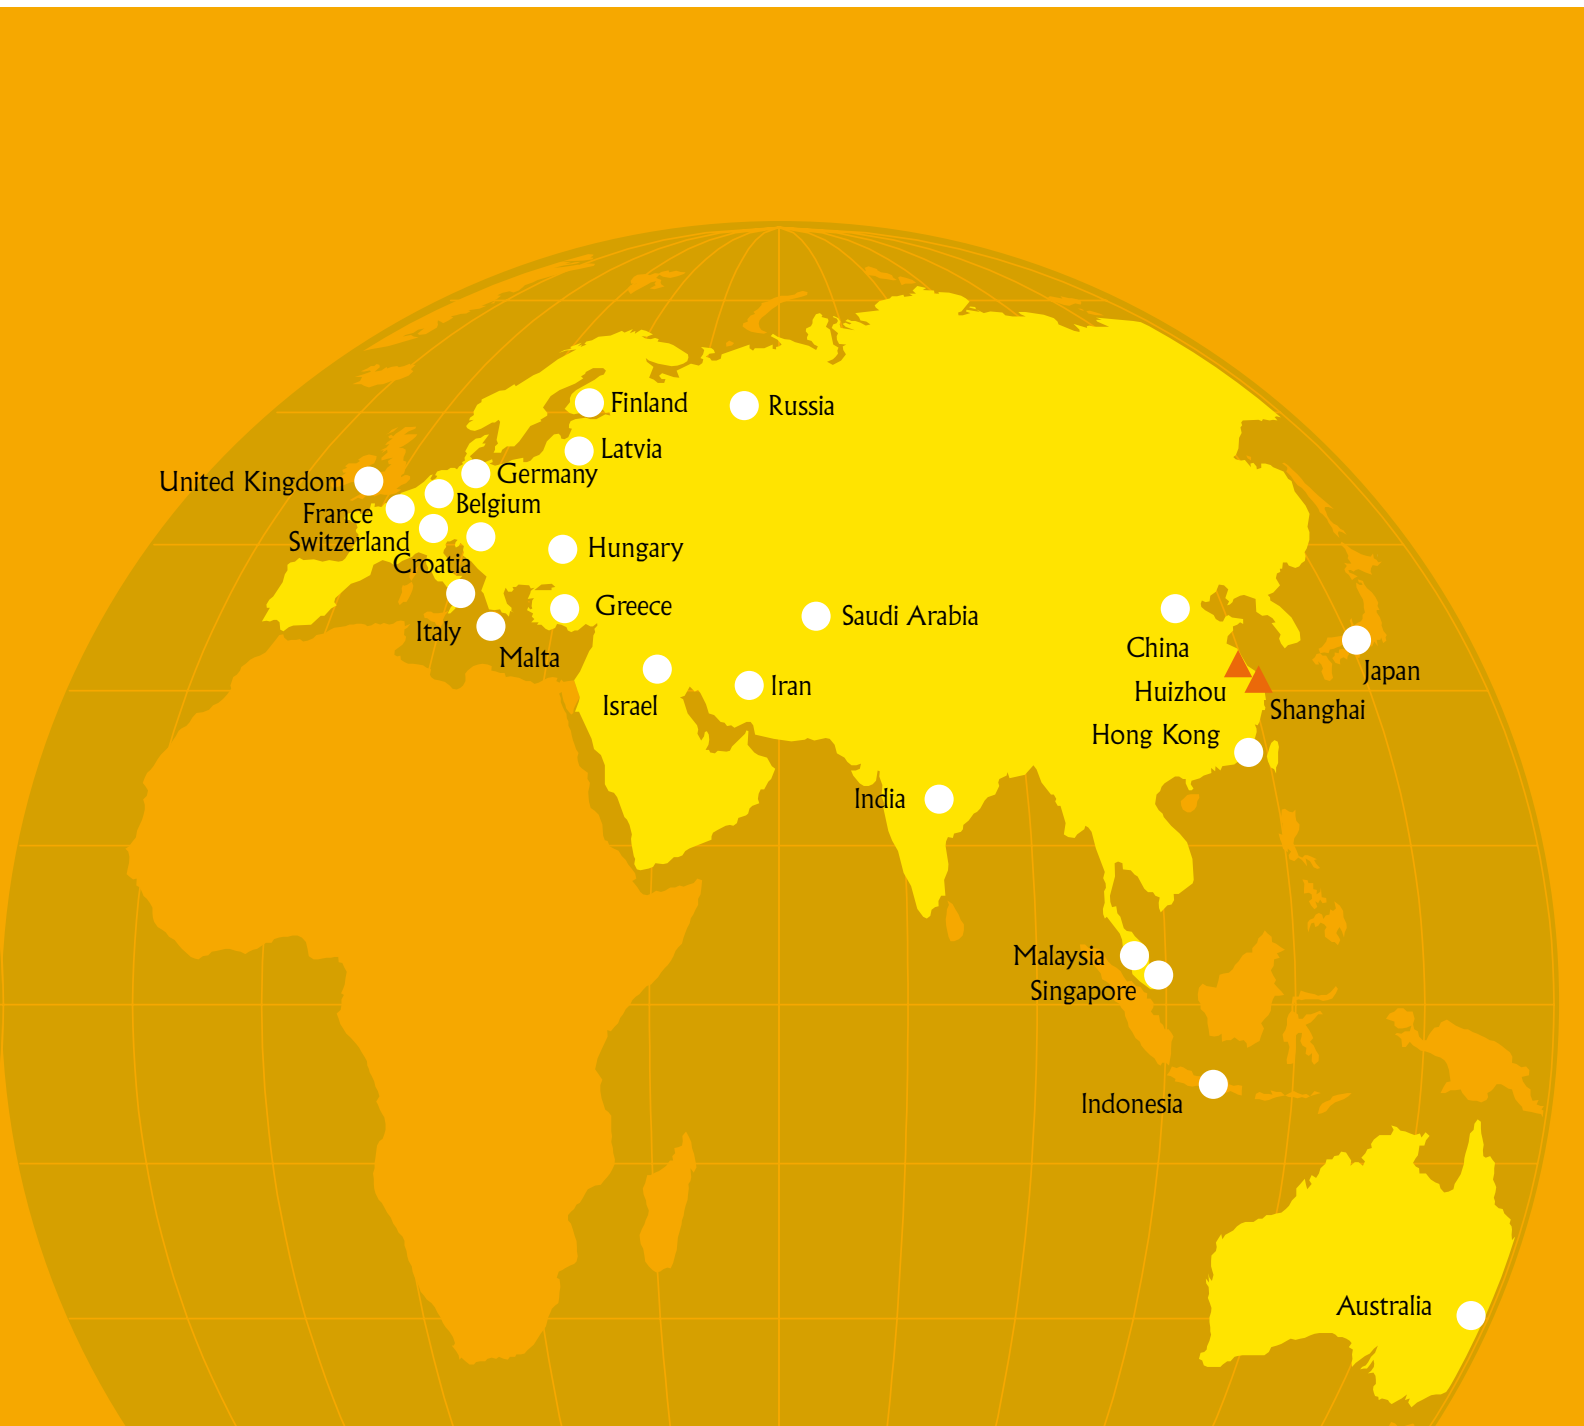 Finland
Russia
Latvia
Germany
United Kingdom
Belgium
France
Switzerland
Hungary
Croatia
Greece
Saudi Arabia
Italy
China
Malta
Japan
Iran
Huizhou
Israel
Shanghai
Hong Kong
India
Malaysia
Singapore
Indonesia
Australia